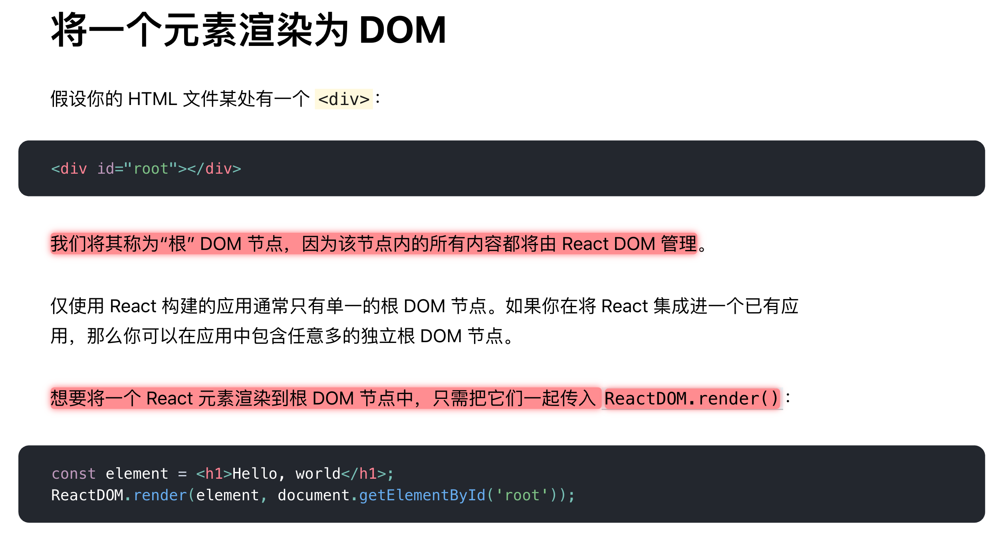 将一个元素渲染为 DOM
假设你的 HTML 文件某处有一个 <div>：
<div id="root"></div>
我们将其称为“根” DOM 节点，因为该节点内的所有内容都将由 React DOM 管理。
仅使用 React 构建的应用通常只有单一的根 DOM 节点。如果你在将 React 集成进一个已有应
用，那么你可以在应用中包含任意多的独立根 DOM 节点。
想要将一个 React 元素渲染到根 DOM 节点中，只需把它们一起传入 ReactDOM.render()：
const element = <h1>Hello, world</h1>;
ReactDOM.render(element, document.getElementById('root'));